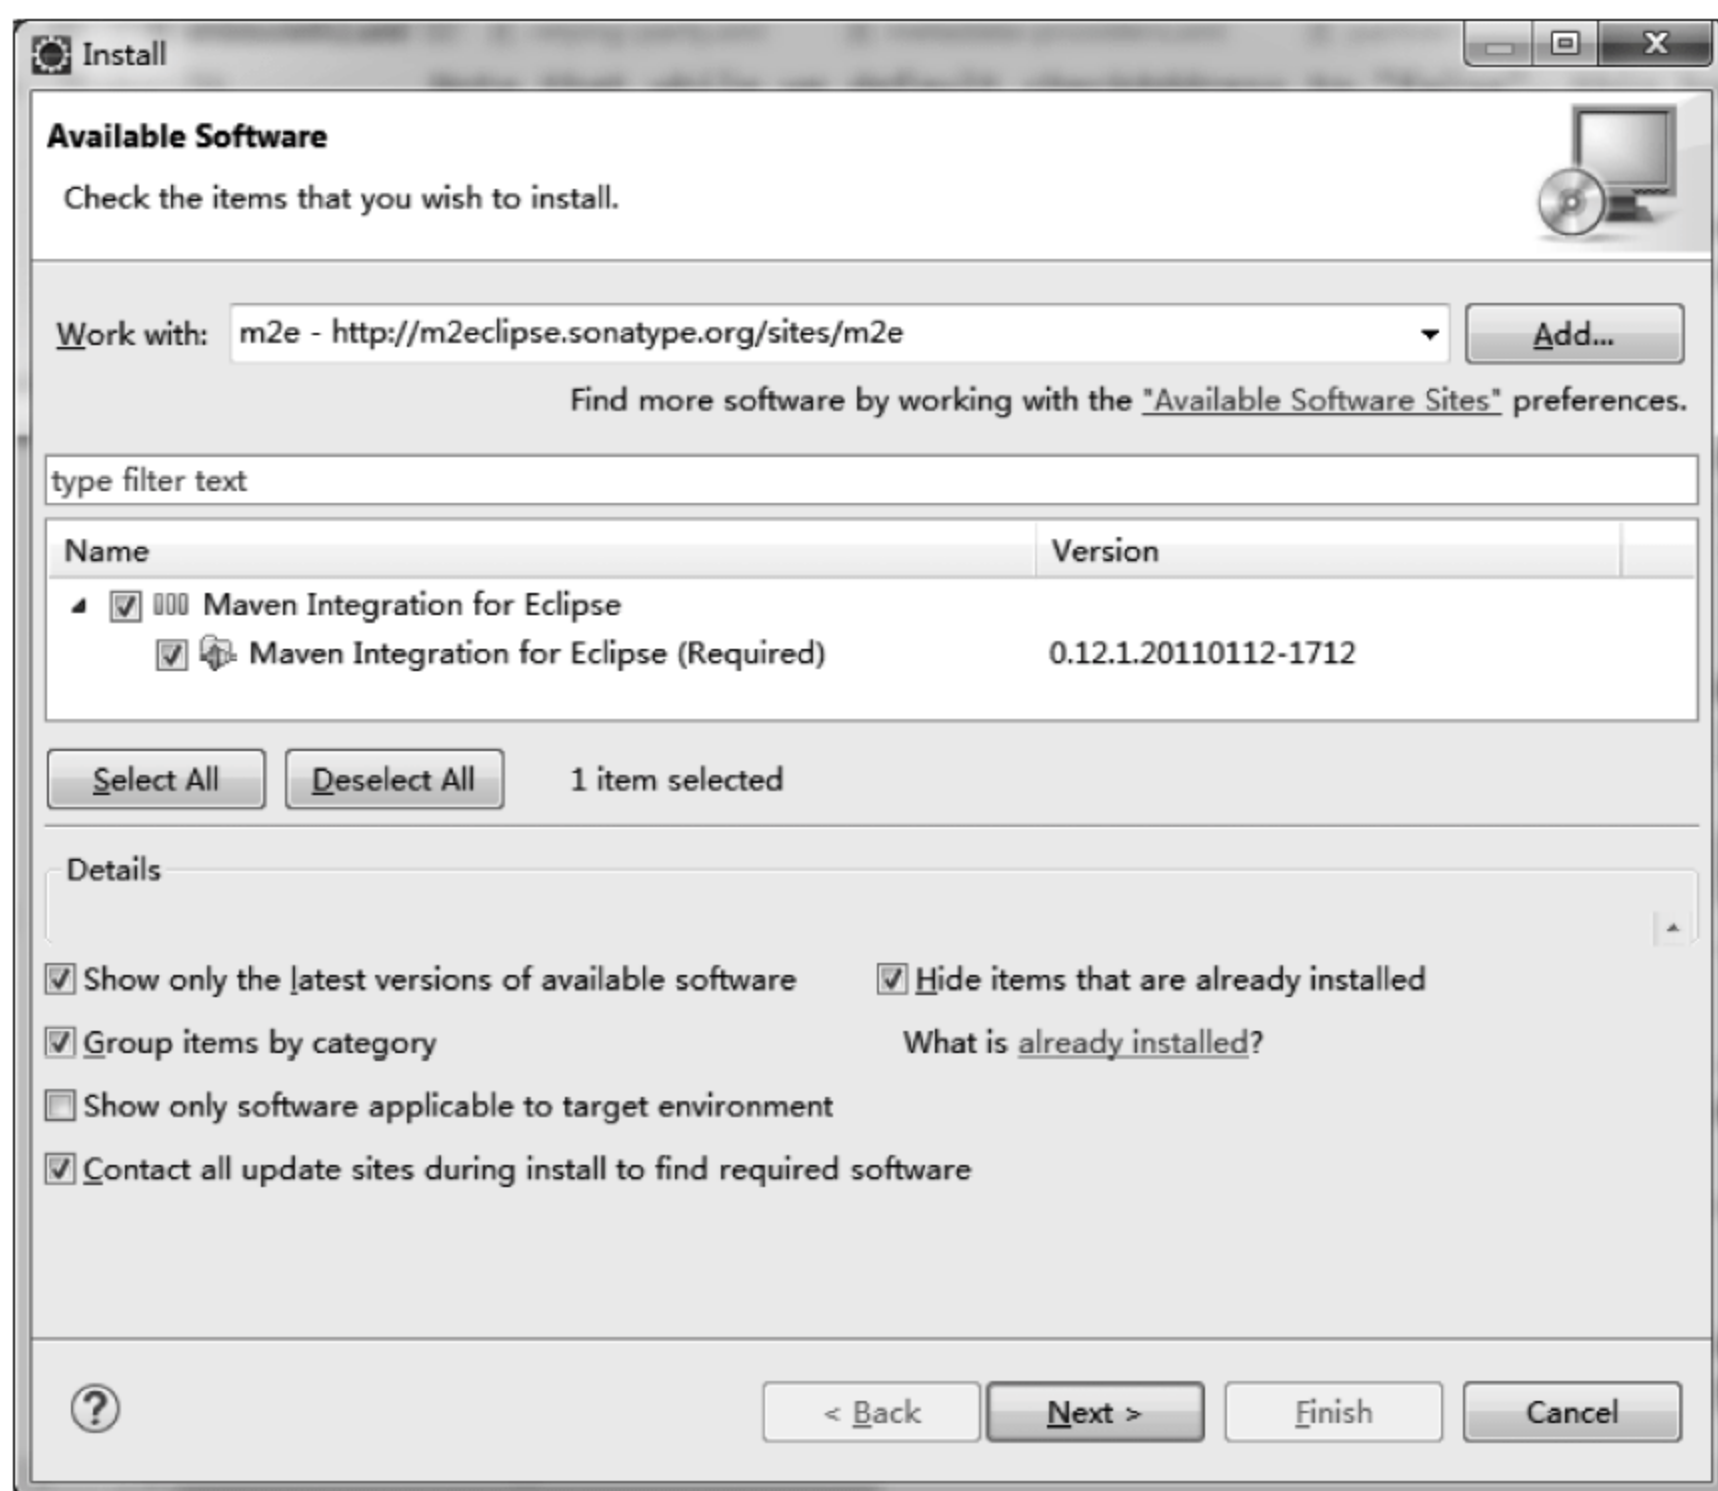 Install
Available Software
Check the items that you wish to install.
Work with: m2e - http://m2eclipse.sonatype.org/sites/m2e Add...
Find more software by working with the "Available Software Sites" preferences.
type filter text
Name Version
Maven Integration for Eclipse
Maven Integration for Eclipse (Required) 0.12.1.20110112-1712
Select All Deselect All 1 item selected
Details
Show only the latest versions of available software Hide items that are already installed
Group items by category What is already installed?
Show only software applicable to target environment
Contact all update sites during install to find required software
< Back Next > Finish Cancel